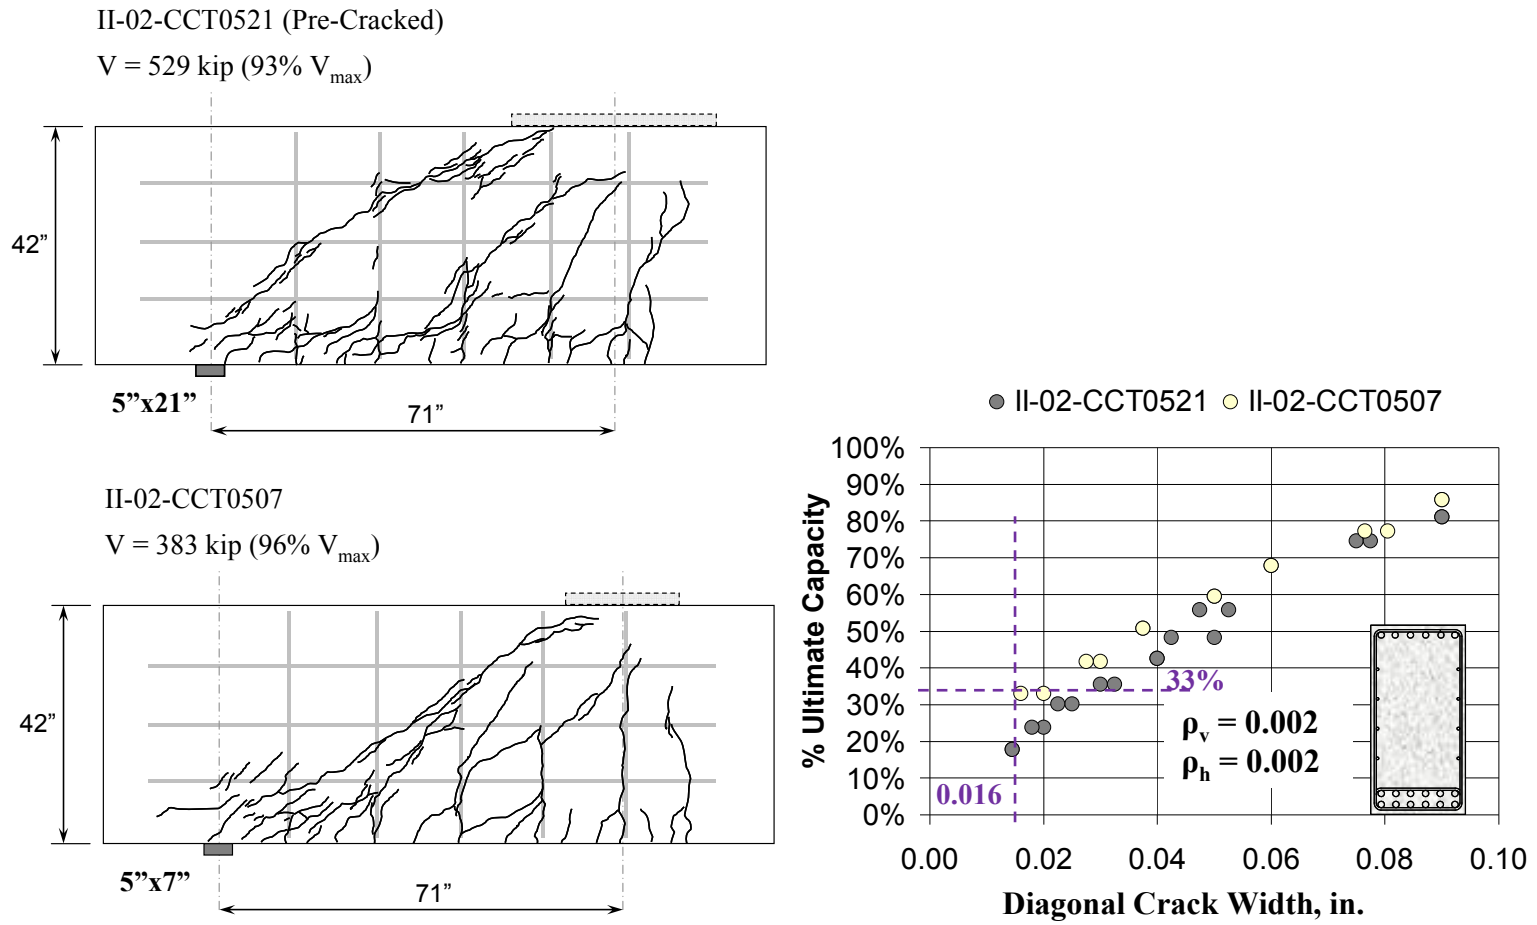 II-02-CCT0521 (Pre-Cracked)
V = 529 kip (93% Vmax)
42”
5”x21”
71”
II-02-CCT0507
V = 383 kip (96% Vmax)
42”
5”x7”
71”
II-02-CCT0521 II-02-CCT0507
% Ultimate Capacity
100%
90%
80%
70%
60%
50%
40%
30%
20%
10%
0%
33%
ρv = 0.002
ρh = 0.002
0.016
0.00 0.02 0.04 0.06 0.08 0.10
Diagonal Crack Width, in.